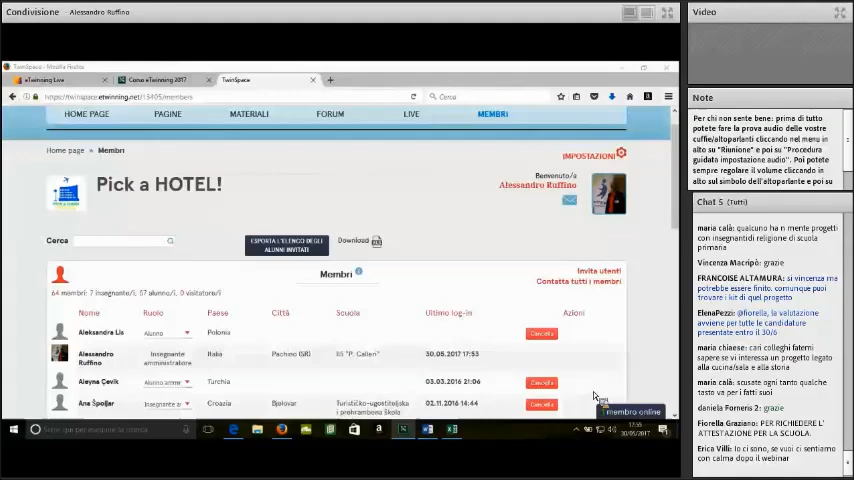 Condivisione - Alessandro Ruffino
Video
TwinSpace - Mozilla Firefox
eTwinning Live
Corso eTwinning 2017
TwinSpace
https://twinspace.etwinning.net/15405/members
Cerca
HOME PAGE PAGINE MATERIALI FORUM LIVE MEMBRI
Home page » Membri
IMPOSTAZIONI
Pick a HOTEL!
Benvenuto/a
Alessandro Ruffino
Cerca
ESPORTA L'ELENCO DEGLI
ALUNNI INVITATI
Download
Membri
Invita utenti
Contatta tutti i membri
64 membri: 7 insegnante/i, 57 alunno/i, 0 visitatore/i
Nome Ruolo Paese Città Scuola Ultimo log-in Azioni
Aleksandra Lis Alunno Polonia Cancella
Alessandro
Ruffino
Insegnante
amministratore
Italia Pachino (SR) IIS "P. Calleri" 30.05.2017 17:53
Aleyna Çevik Turchia 03.03.2016 21:06 Cancella
Ana Špoljar Insegnante Croazia Bjelovar Turističko-ugostiteljska
i prehrambena škola
02.11.2016 14:44 Cancella
1 membro online
30/05/2017
Note
Per chi non sente bene: prima di tutto
potete fare la prova audio delle vostre
cuffie/altoparlanti cliccando nel menu in
alto su "Riunione" e poi su "Procedura
guidata impostazione audio". Poi potete
sempre regolare il volume cliccando in
alto sul simbolo dell'altoparlante e poi su
Chat 5 (Tutti)
maria calà: qualcuno ha n mente progetti
con insegnantidi religione di scuola
primaria
Vincenza Macripò: grazie
FRANCOISE ALTAMURA: si vincenza ma
potrebbe essere finito. comunque puoi
trovare i kit di quel progetto
ElenaPezzi: @fiorella, la valutazione
avviene per tutte le candidature
presentate entro il 30/6
maria chiaese: cari colleghi fatemi
sapere se vi interessa un progetto legato
alla cucina/sala e alla storia
maria calà: scusate ogni tanto qualche
tasto va per i fatti suoi
daniela Forneris 2: grazie
Fiorella Graziano: PER RICHIEDERE L'
ATTESTAZIONE PER LA SCUOLA.
Erica Villi: Io ci sono, se vuoi ci sentiamo
con calma dopo il webinar